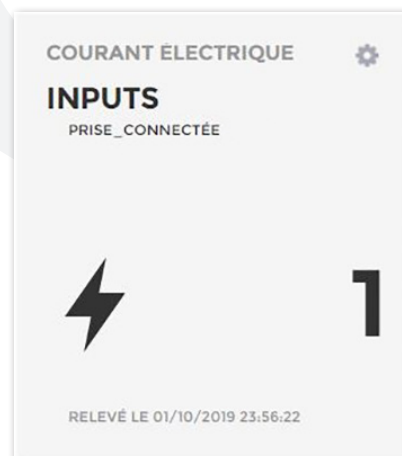 COURANT ÉLECTRIQUE
INPUTS
PRISE_CONNECTÉE
1
RELEVÉ LE 01/10/2019 23:56:22